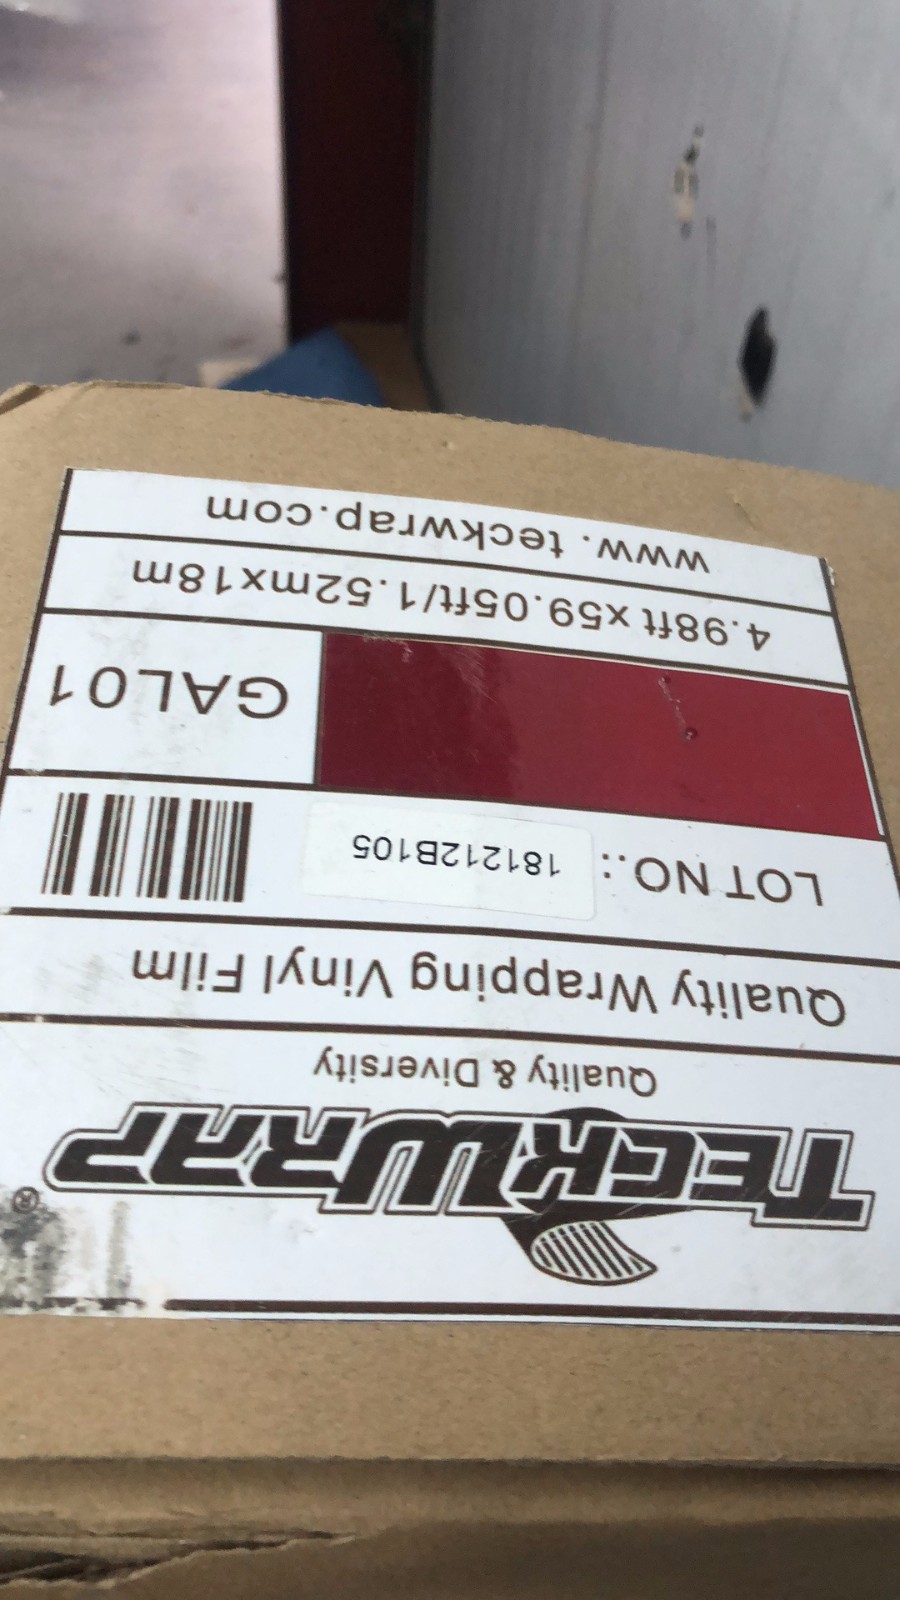 TECKWRAP®
Quality & Diversity
Quality Wrapping Vinyl Film
LOT NO.: 181212B105
GAL01
4.98ft x59.05ft/1.52mx18m
www. teckwrap.com